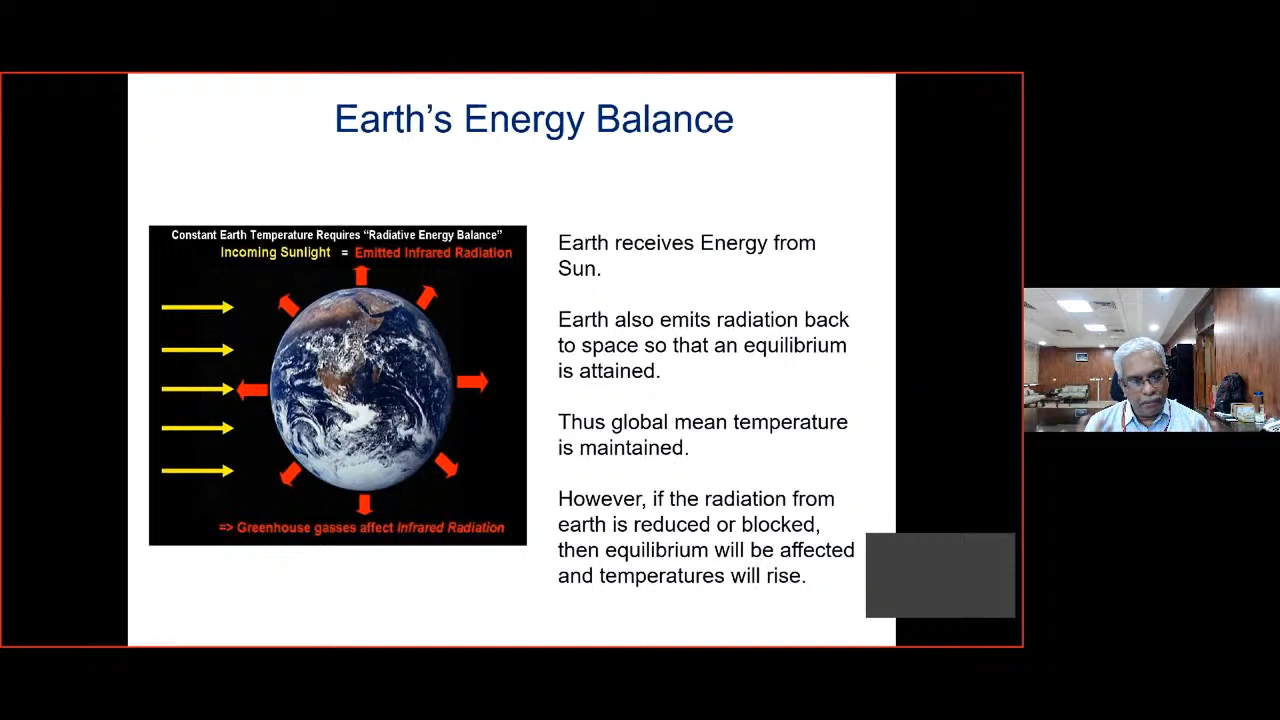 Earth’s Energy Balance
Constant Earth Temperature Requires “Radiative Energy Balance”
Incoming Sunlight = Emitted Infrared Radiation
=> Greenhouse gasses affect Infrared Radiation
Earth receives Energy from
Sun.
Earth also emits radiation back
to space so that an equilibrium
is attained.
Thus global mean temperature
is maintained.
However, if the radiation from
earth is reduced or blocked,
then equilibrium will be affected
and temperatures will rise.